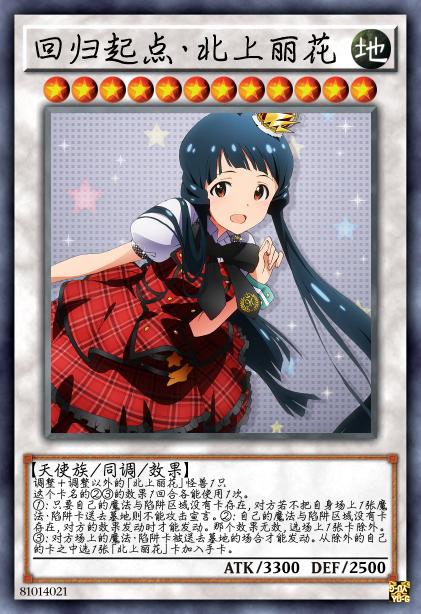 回归起点·北上丽花
地
【天使族/同调/效果】
调整＋调整以外的「北上丽花」怪兽1只
这个卡名的②③的效果1回合各能使用1次。
①：只要自己的魔法与陷阱区域没有卡存在，对方若不把自身场上1张魔
法·陷阱卡送去墓地则不能攻击宣言。②：自己的魔法与陷阱区域没有卡
存在，对方的效果发动时才能发动。那个效果无效，选场上1张卡除外。
③：对方场上的魔法·陷阱卡被送去墓地的场合才能发动。从除外的自己
的卡之中选1张「北上丽花」卡加入手卡。
ATK/3300 DEF/2500
81014021